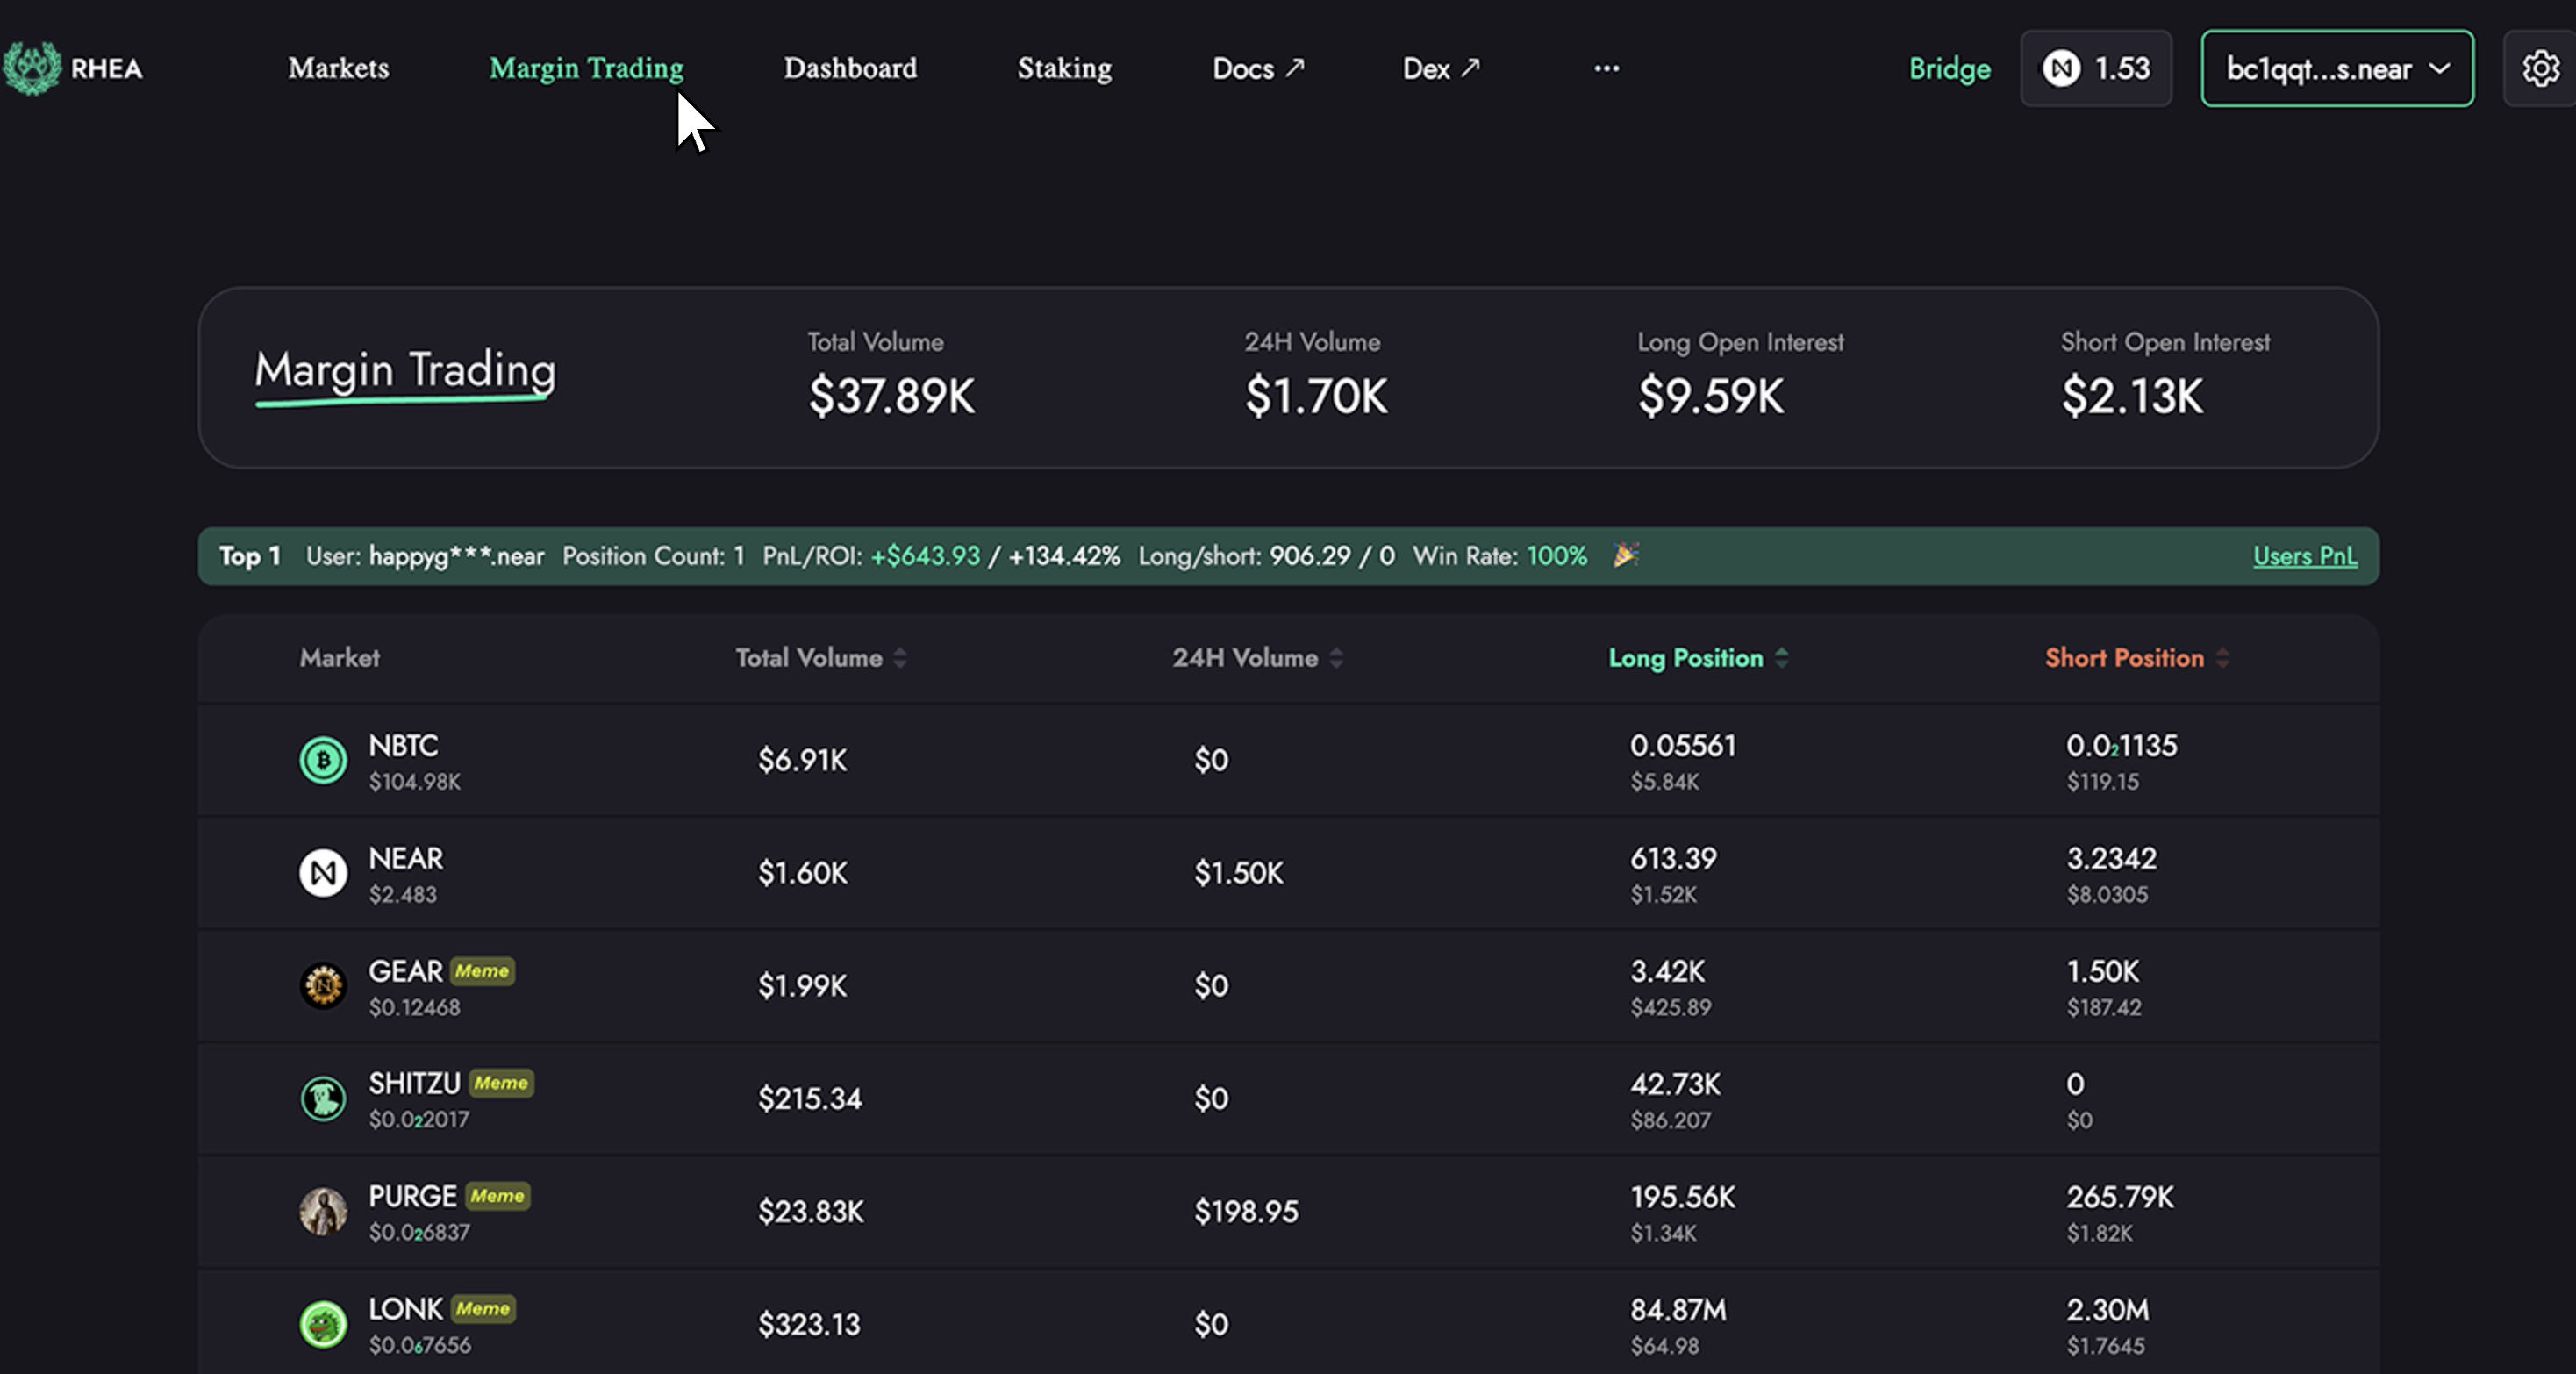 RHEA Markets Margin Trading Dashboard Staking Docs ↗ Dex ↗ ··· Bridge 1.53 bc1qqt...s.near
Margin Trading
Total Volume 24H Volume Long Open Interest Short Open Interest
$37.89K $1.70K $9.59K $2.13K
Top 1 User: happyg***.near Position Count: 1 PnL/ROI: +$643.93 / +134.42% Long/short: 906.29 / 0 Win Rate: 100% 🎉 Users PnL
Market Total Volume 24H Volume Long Position Short Position
NBTC $6.91K $0 0.05561 0.0₂1135
$104.98K $5.84K $119.15
NEAR $1.60K $1.50K 613.39 3.2342
$2.483 $1.52K $8.0305
GEAR Meme $1.99K $0 3.42K 1.50K
$0.12468 $425.89 $187.42
SHITZU Meme $215.34 $0 42.73K 0
$0.0₂2017 $86.207 $0
PURGE Meme $23.83K $198.95 195.56K 265.79K
$0.0₂6837 $1.34K $1.82K
LONK Meme $323.13 $0 84.87M 2.30M
$0.0₆7656 $64.98 $1.7645